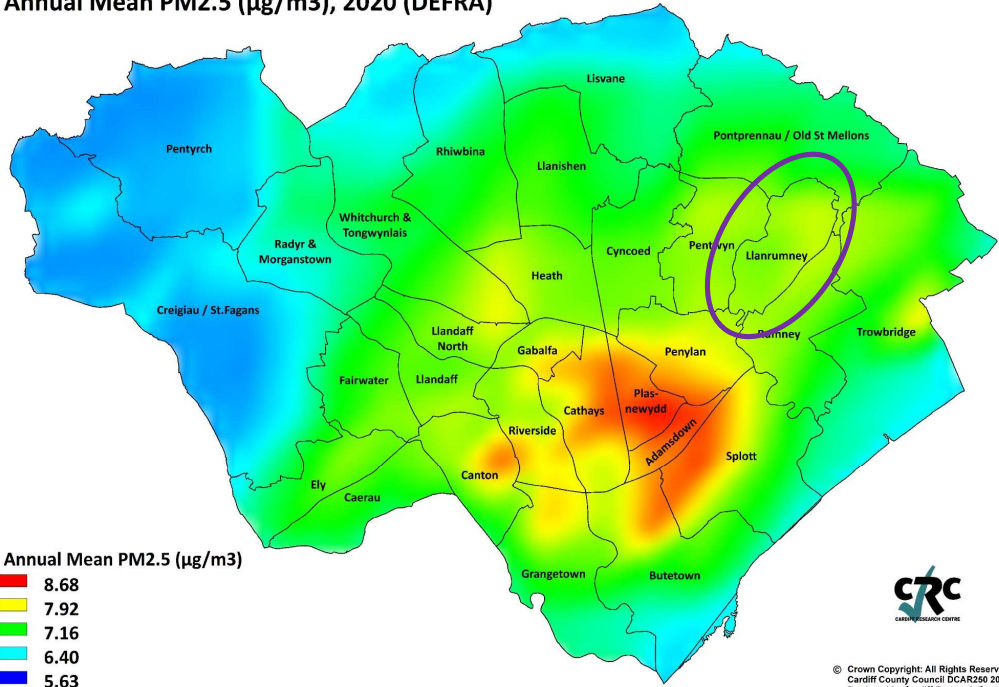 Annual Mean PM2.5 (µg/m3), 2020 (DEFRA)
Lisvane
Pontprennau / Old St Mellons
Pentyrch
Rhiwbina
Llanishen
Whitchurch &
Tongwynlais
Radyr &
Morganstown
Cyncoed
Pentwyn
Llanrumney
Heath
Creigiau / St.Fagans
Llandaff
North
Gabalfa
Penylan
Rumney
Trowbridge
Fairwater
Llandaff
Plas-
newydd
Cathays
Riverside
Adamsdown
Splott
Canton
Ely
Caerau
Grangetown
Butetown
Annual Mean PM2.5 (µg/m3)
8.68
7.92
7.16
6.40
5.63
CRC
CARDIFF RESEARCH CENTRE
© Crown Copyright: All Rights Reserv
Cardiff County Council DCAR250 20